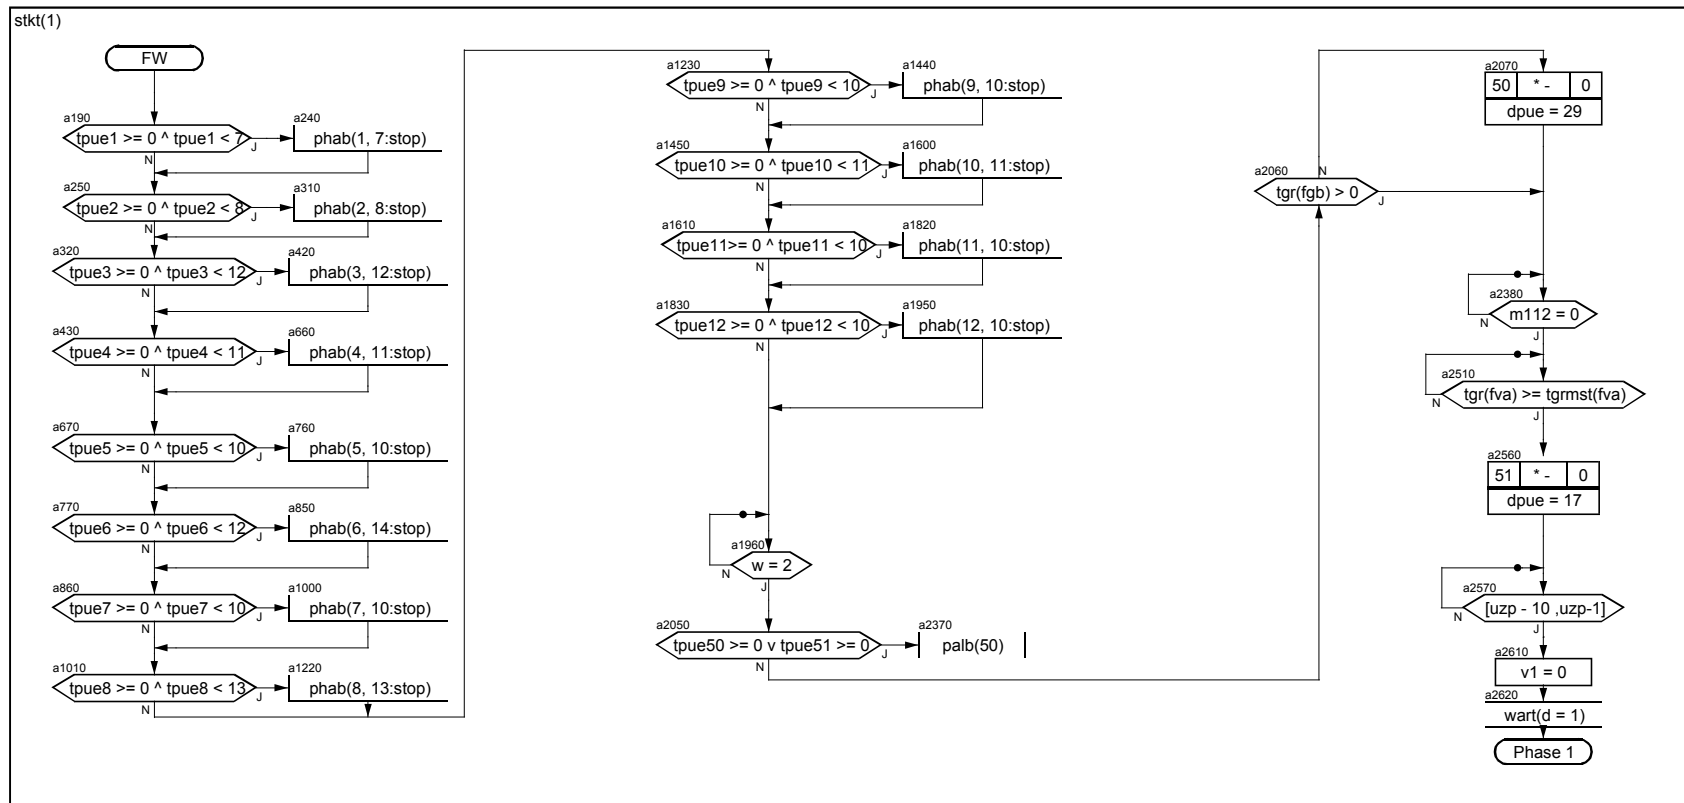 stkt(1)
FW
a190
tpue1 >= 0 ^ tpue1 < 7
J
N
a240
phab(1, 7:stop)
a250
tpue2 >= 0 ^ tpue2 < 8
J
N
a310
phab(2, 8:stop)
a320
tpue3 >= 0 ^ tpue3 < 12
J
N
a420
phab(3, 12:stop)
a430
tpue4 >= 0 ^ tpue4 < 11
J
N
a660
phab(4, 11:stop)
a670
tpue5 >= 0 ^ tpue5 < 10
J
N
a760
phab(5, 10:stop)
a770
tpue6 >= 0 ^ tpue6 < 12
J
N
a850
phab(6, 14:stop)
a860
tpue7 >= 0 ^ tpue7 < 10
J
N
a1000
phab(7, 10:stop)
a1010
tpue8 >= 0 ^ tpue8 < 13
J
N
a1220
phab(8, 13:stop)
a1230
tpue9 >= 0 ^ tpue9 < 10
J
N
a1440
phab(9, 10:stop)
a1450
tpue10 >= 0 ^ tpue10 < 11
J
N
a1600
phab(10, 11:stop)
a1610
tpue11>= 0 ^ tpue11 < 10
J
N
a1820
phab(11, 10:stop)
a1830
tpue12 >= 0 ^ tpue12 < 10
J
N
a1950
phab(12, 10:stop)
a1960
w = 2
N
J
a2050
tpue50 >= 0 v tpue51 >= 0
J
N
a2370
palb(50)
a2060
N
tgr(fgb) > 0
J
a2070
50 * - 0
dpue = 29
a2380
m112 = 0
N
J
a2510
tgr(fva) >= tgrmst(fva)
N
J
a2560
51 * - 0
dpue = 17
a2570
[uzp - 10 ,uzp-1]
N
J
a2610
v1 = 0
a2620
wart(d = 1)
Phase 1